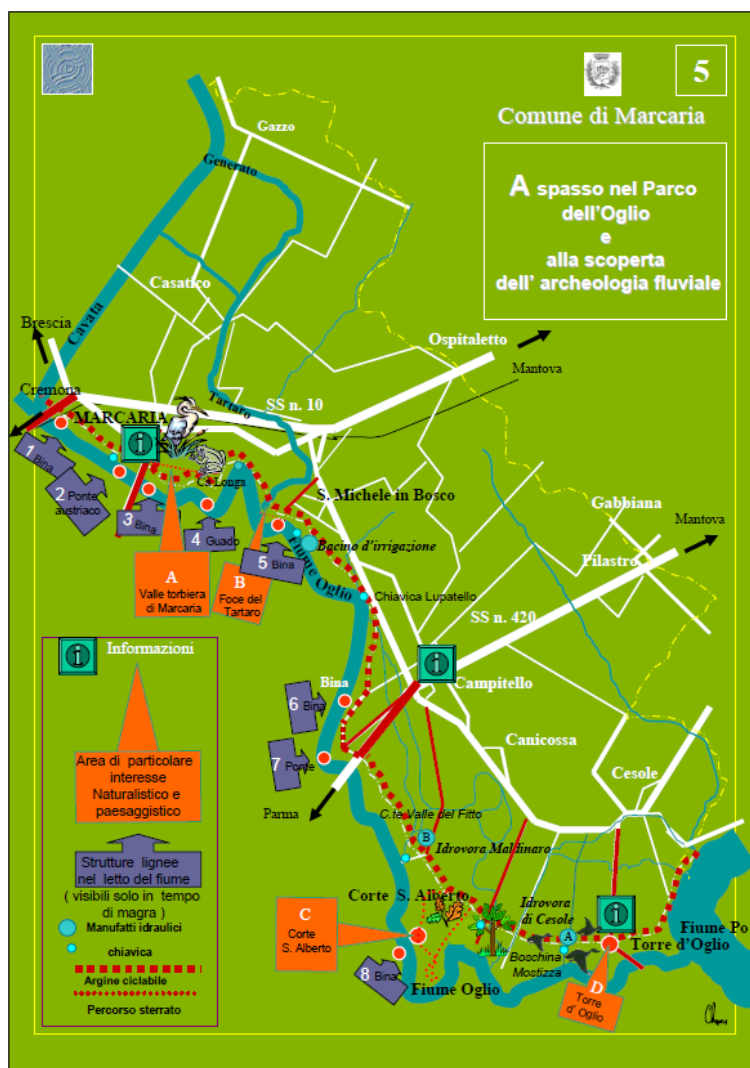 5
Comune di Marcaria
A spasso nel Parco
dell'Oglio
e
alla scoperta
dell' archeologia fluviale
Gazzo
Generato
Casatico
Cavata
Brescia
Ospitaletto
Mantova
Cremona
Tartaro
SS n. 10
MARCARIA
i
1 Bina
2 Ponte
austriaco
3 Bina
Ca Longa
4 Guado
S. Michele in Bosco
Gabbiana
Mantova
Pilastro
A
Valle torbiera
di Marcaria
B
Foce del
Tartaro
5 Bina
Bacino d'irrigazione
Fiume Oglio
Chiavica Lupatello
SS n. 420
i
Campitello
Bina
6 Bina
7 Ponte
Parma
Canicossa
Cesole
C.te Valle del Fitto
B
Idrovora Maldinaro
Corte S. Alberto
C
Corte
S. Alberto
Idrovora
di Cesole
i
A
Fiume Po
Torre d'Oglio
Boschina
Mostizza
8 Bina
Fiume Oglio
D
Torre
d' Oglio
i Informazioni
Area di particolare
interesse
Naturalistico e
paesaggistico
Strutture lignee
nel letto del fiume
( visibili solo in tempo
di magra )
Manufatti idraulici
chiavica
Argine ciclabile
Percorso sterrato